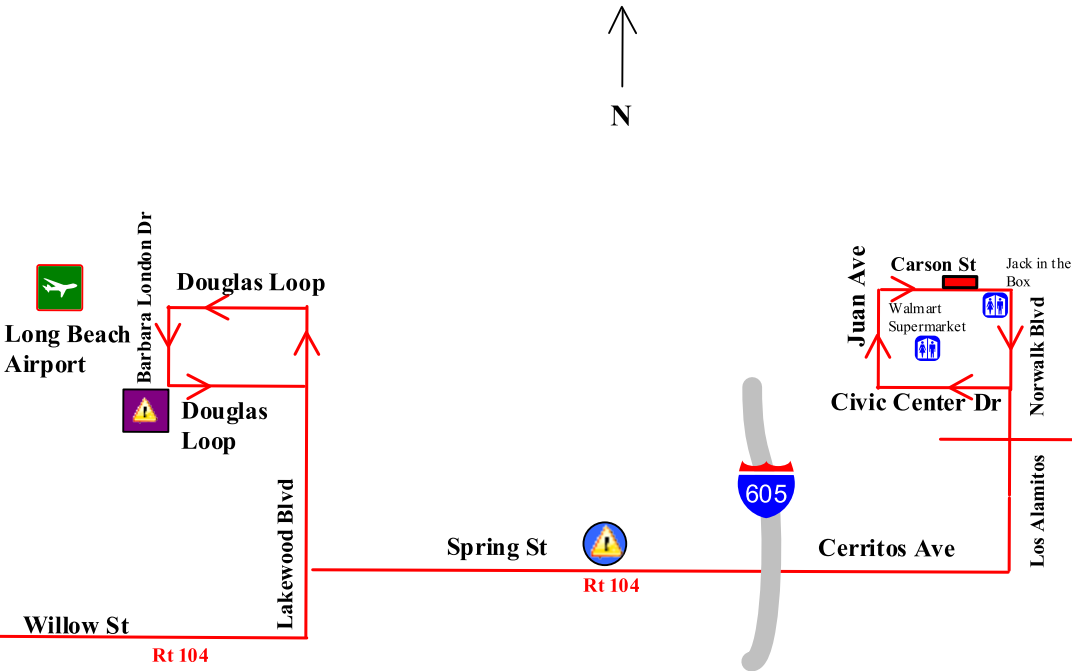 N
Barbara London Dr
Douglas Loop
Long Beach
Airport
Douglas
Loop
Lakewood Blvd
Willow St
Rt 104
Spring St
Rt 104
605
Cerritos Ave
Juan Ave
Carson St
Jack in the
Box
Walmart
Supermarket
Norwalk Blvd
Civic Center Dr
Los Alamitos